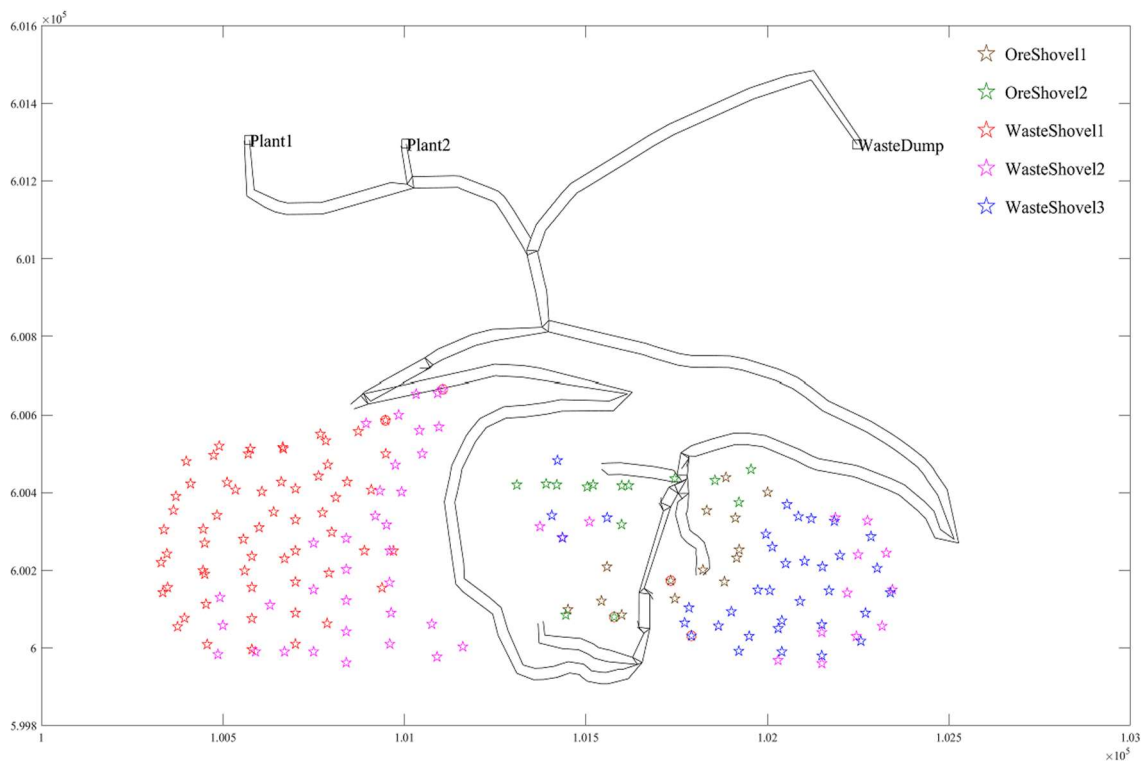 ×10⁵
6.016
6.014
6.012
6.01
6.008
6.006
6.004
6.002
6
5.998
Plant1
Plant2
WasteDump
OreShovel1
OreShovel2
WasteShovel1
WasteShovel2
WasteShovel3
1
1.005
1.01
1.015
1.02
1.025
1.03
×10⁵